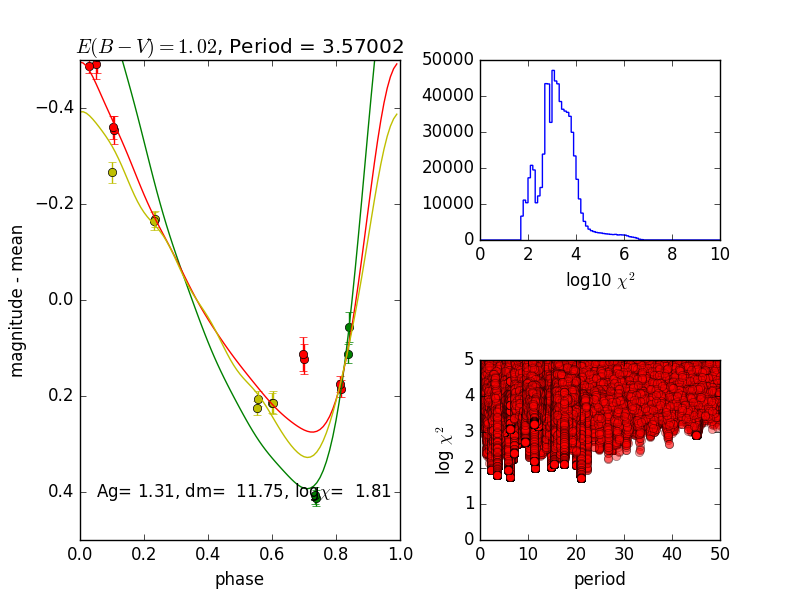 E(B − V) = 1.02, Period = 3.57002
−0.4
−0.2
0.0
0.2
0.4
magnitude - mean
Ag= 1.31, dm= 11.75, logχ= 1.81
0.0 0.2 0.4 0.6 0.8 1.0
phase
50000
40000
30000
20000
10000
0
0 2 4 6 8 10
log10 χ²
5
4
3
2
1
0
log χ²
0 10 20 30 40 50
period